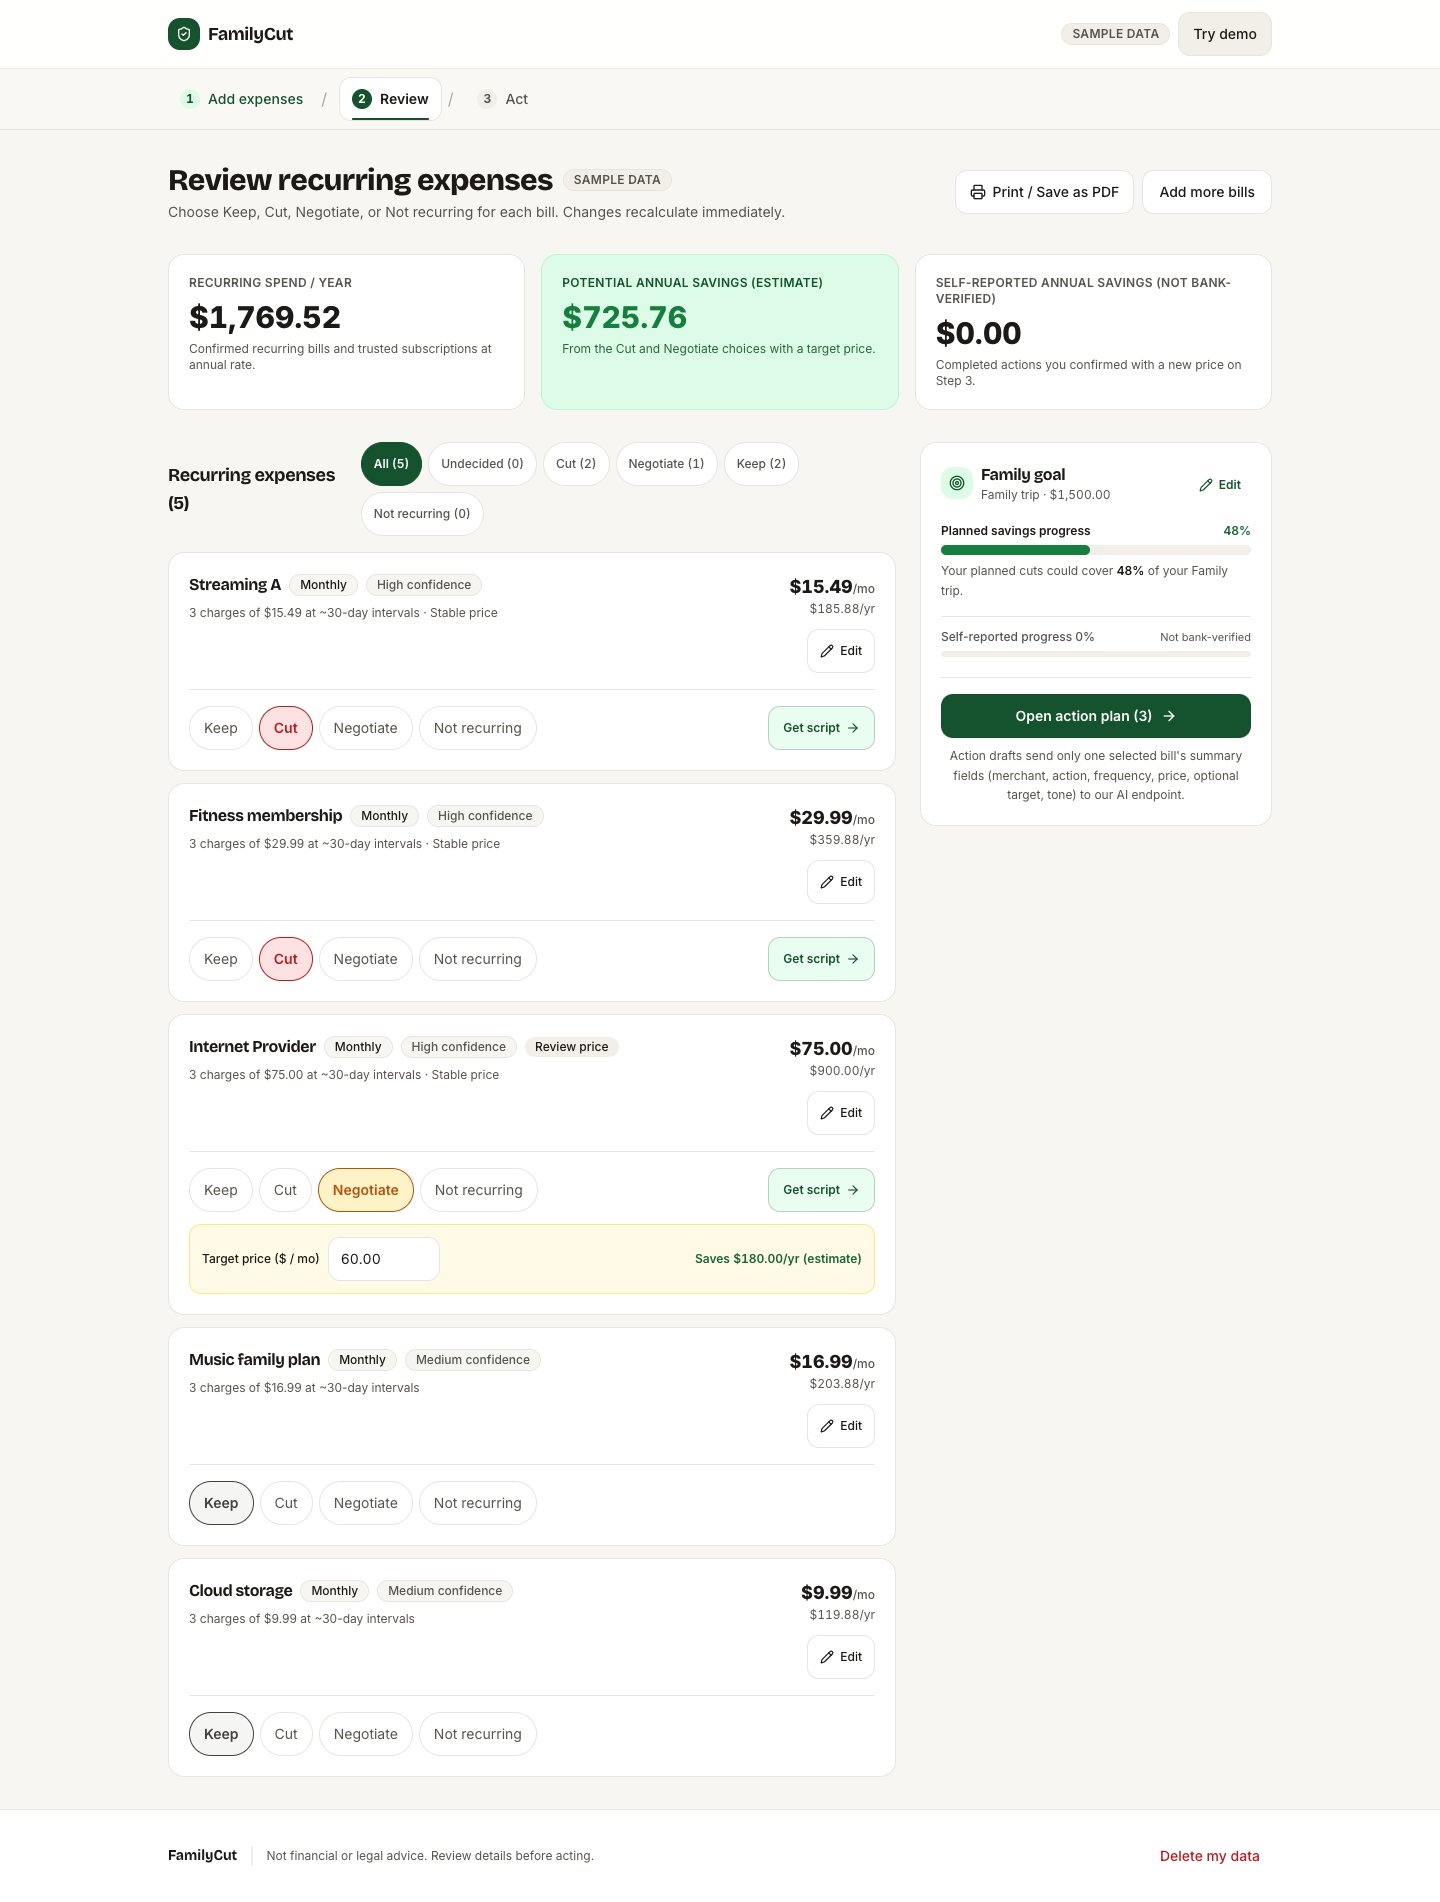 FamilyCut
SAMPLE DATA
Try demo
1 Add expenses / 2 Review / 3 Act
Review recurring expenses SAMPLE DATA
Choose Keep, Cut, Negotiate, or Not recurring for each bill. Changes recalculate immediately.
Print / Save as PDF
Add more bills
RECURRING SPEND / YEAR
$1,769.52
Confirmed recurring bills and trusted subscriptions at
annual rate.
POTENTIAL ANNUAL SAVINGS (ESTIMATE)
$725.76
From the Cut and Negotiate choices with a target price.
SELF-REPORTED ANNUAL SAVINGS (NOT BANK-
VERIFIED)
$0.00
Completed actions you confirmed with a new price on
Step 3.
Recurring expenses
(5)
All (5) Undecided (0) Cut (2) Negotiate (1) Keep (2)
Not recurring (0)
Streaming A Monthly High confidence
3 charges of $15.49 at ~30-day intervals · Stable price
$15.49/mo
$185.88/yr
Edit
Keep Cut Negotiate Not recurring Get script
Fitness membership Monthly High confidence
3 charges of $29.99 at ~30-day intervals · Stable price
$29.99/mo
$359.88/yr
Edit
Keep Cut Negotiate Not recurring Get script
Internet Provider Monthly High confidence Review price
3 charges of $75.00 at ~30-day intervals · Stable price
$75.00/mo
$900.00/yr
Edit
Keep Cut Negotiate Not recurring Get script
Target price ($ / mo) 60.00 Saves $180.00/yr (estimate)
Music family plan Monthly Medium confidence
3 charges of $16.99 at ~30-day intervals
$16.99/mo
$203.88/yr
Edit
Keep Cut Negotiate Not recurring
Cloud storage Monthly Medium confidence
3 charges of $9.99 at ~30-day intervals
$9.99/mo
$119.88/yr
Edit
Keep Cut Negotiate Not recurring
Family goal
Family trip · $1,500.00
Edit
Planned savings progress 48%
Your planned cuts could cover 48% of your Family
trip.
Self-reported progress 0% Not bank-verified
Open action plan (3)
Action drafts send only one selected bill's summary
fields (merchant, action, frequency, price, optional
target, tone) to our AI endpoint.
FamilyCut Not financial or legal advice. Review details before acting.
Delete my data